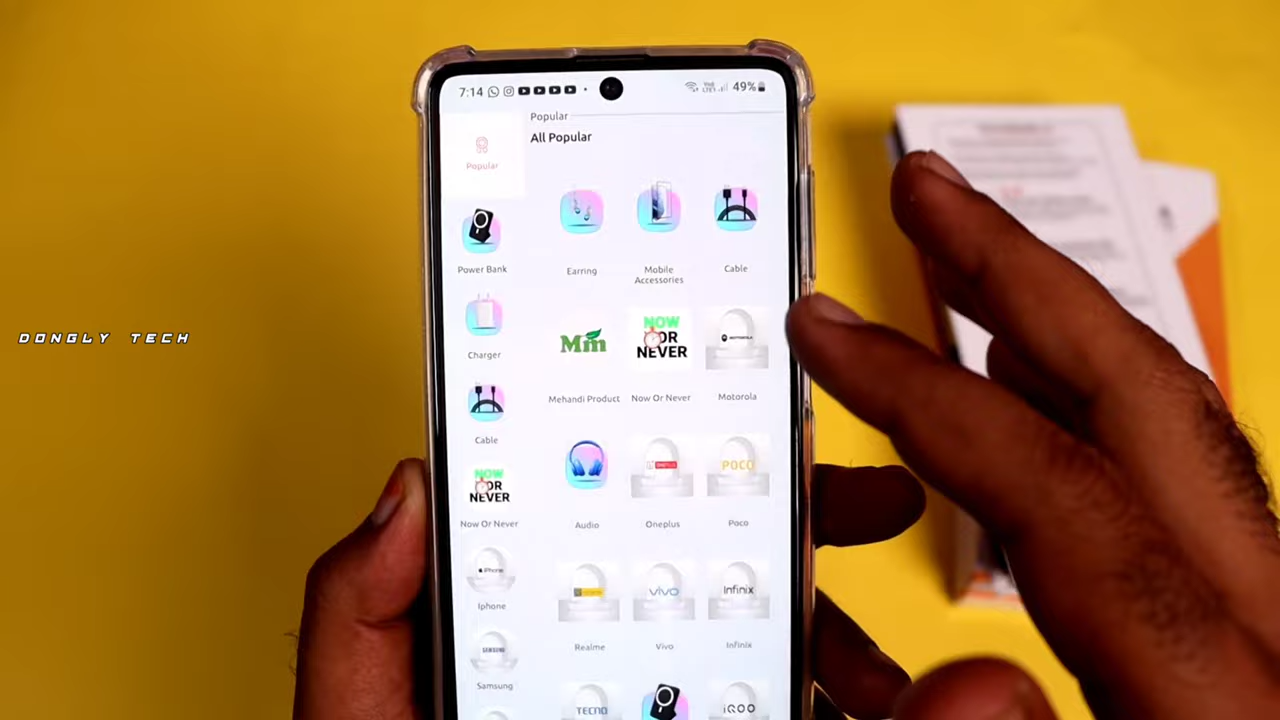 DONGLY TECH
7:14
49%
Popular
All Popular
Popular
Power Bank
Charger
Cable
NOW
OR
NEVER
Now Or Never
iPhone
Iphone
SAMSUNG
Samsung
Earring
Mobile
Accessories
Cable
Mm
NOW
OR
NEVER
MOTOROLA
Mehandi Product
Now Or Never
Motorola
ONEPLUS
POCO
Audio
Oneplus
Poco
vivo
Infinix
Realme
Vivo
Infinix
TECNO
iQOO